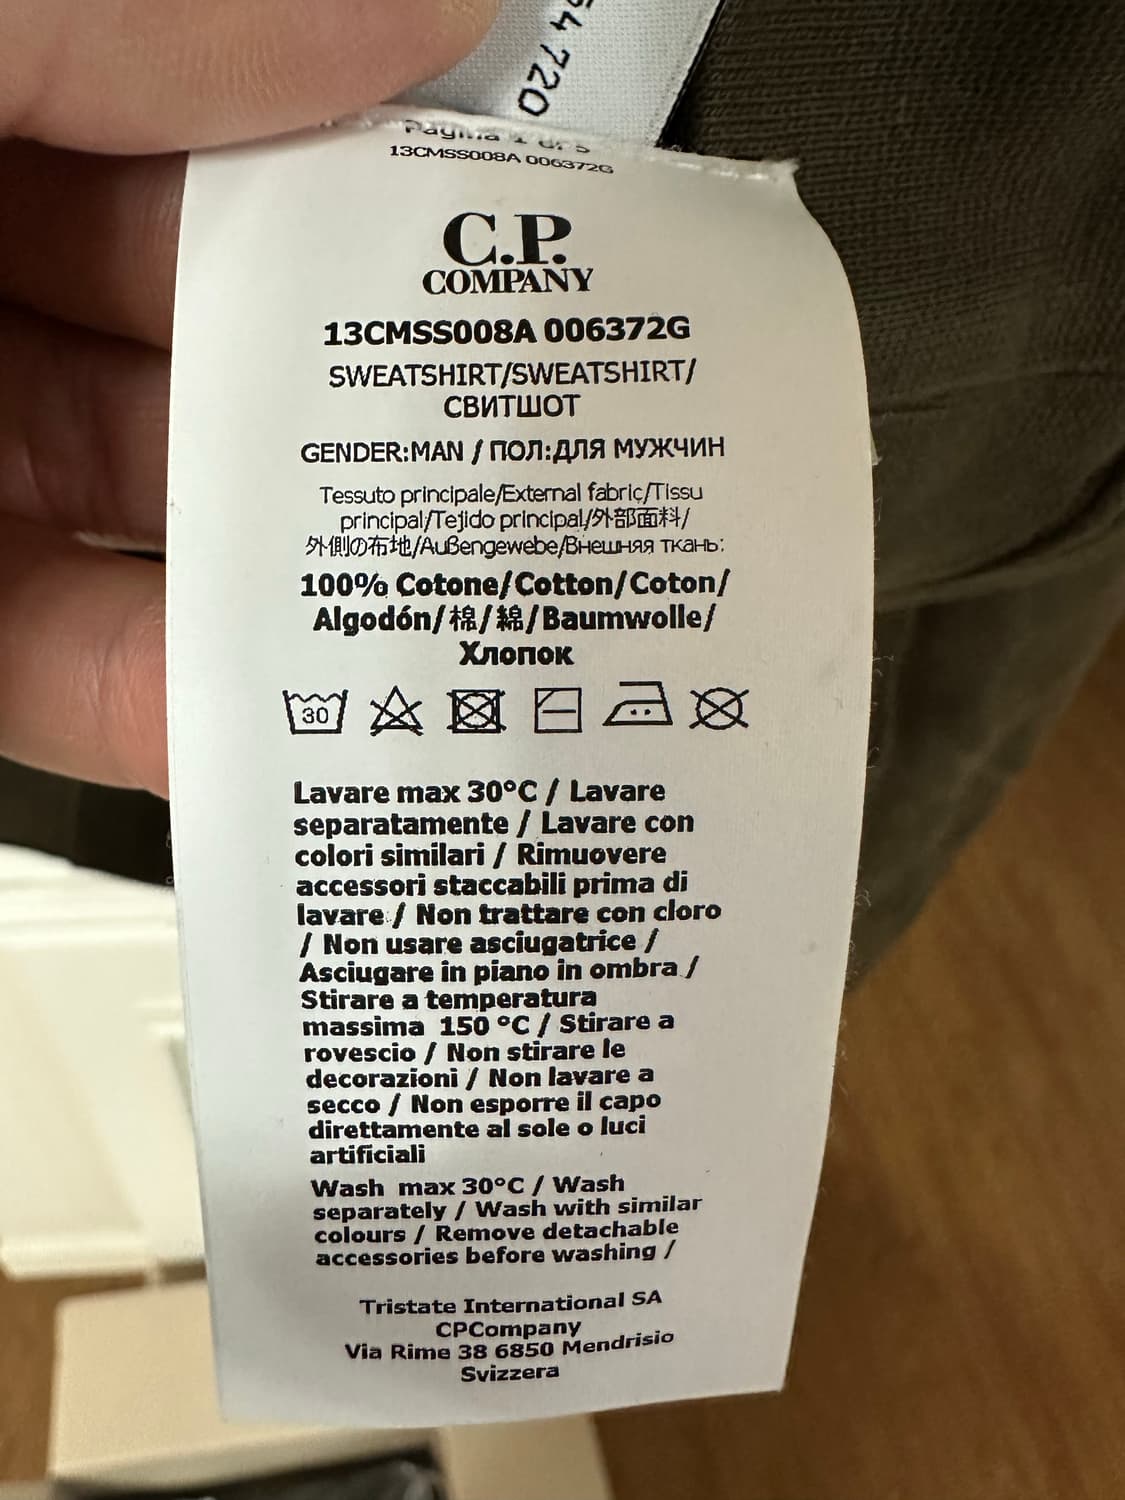 4 720
Pagina 1 di 5
13CMSS008A 006372G
C.P.
COMPANY
13CMSS008A 006372G
SWEATSHIRT/SWEATSHIRT/
СВИТШОТ
GENDER:MAN / ПОЛ:ДЛЯ МУЖЧИН
Tessuto principale/External fabric/Tissu
principal/Tejido principal/外部面料/
外側の布地/Außengewebe/Внешняя ткань:
100% Cotone/Cotton/Coton/
Algodón/棉/綿/Baumwolle/
Хлопок
30
Lavare max 30°C / Lavare
separatamente / Lavare con
colori similari / Rimuovere
accessori staccabili prima di
lavare / Non trattare con cloro
/ Non usare asciugatrice /
Asciugare in piano in ombra /
Stirare a temperatura
massima 150 °C / Stirare a
rovescio / Non stirare le
decorazioni / Non lavare a
secco / Non esporre il capo
direttamente al sole o luci
artificiali
Wash max 30°C / Wash
separately / Wash with similar
colours / Remove detachable
accessories before washing /
Tristate International SA
CPCompany
Via Rime 38 6850 Mendrisio
Svizzera